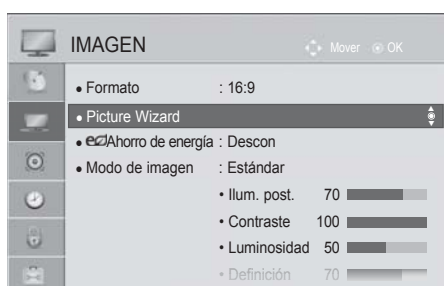 IMAGEN Mover OK
• Formato : 16:9
• Picture Wizard
• eco Ahorro de energía : Descon
• Modo de imagen : Estándar
• Ilum. post. 70
• Contraste 100
• Luminosidad 50
• Definición 70